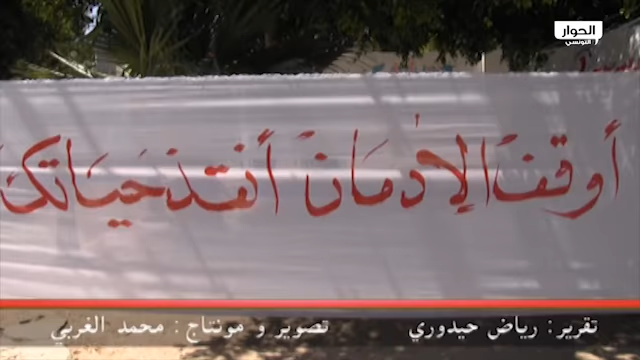 الحوار
التونسي
أوقف الإدمان أنقذ حياتك
تقرير : رياض حيدوري
تصوير و مونتاج : محمد الغربي